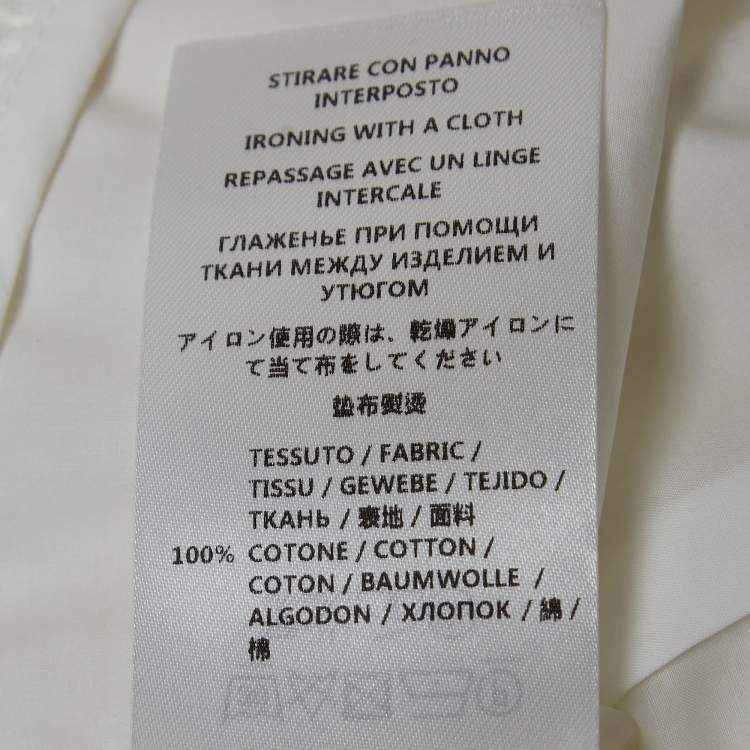 STIRARE CON PANNO
INTERPOSTO
IRONING WITH A CLOTH
REPASSAGE AVEC UN LINGE
INTERCALE
ГЛАЖЕНЬЕ ПРИ ПОМОЩИ
ТКАНИ МЕЖДУ ИЗДЕЛИЕМ И
УТЮГОМ
アイロン使用の際は、乾燥アイロンに
て当て布をしてください
垫布熨烫
TESSUTO / FABRIC /
TISSU / GEWEBE / TEJIDO /
ТКАНЬ / 表地 / 面料
100% COTONE / COTTON /
COTON / BAUMWOLLE /
ALGODON / ХЛОПОК / 綿 /
棉